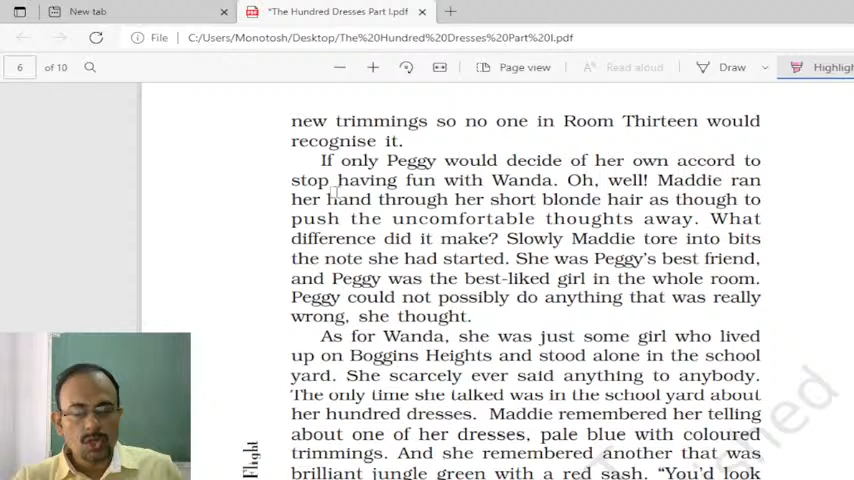 New tab
"The Hundred Dresses Part I.pdf
File
C:/Users/Monotosh/Desktop/The%20Hundred%20Dresses%20Part%20I.pdf
6 of 10
Page view
Read aloud
Draw
Highligh
new trimmings so no one in Room Thirteen would
recognise it.
If only Peggy would decide of her own accord to
stop having fun with Wanda. Oh, well! Maddie ran
her hand through her short blonde hair as though to
push the uncomfortable thoughts away. What
difference did it make? Slowly Maddie tore into bits
the note she had started. She was Peggy's best friend,
and Peggy was the best-liked girl in the whole room.
Peggy could not possibly do anything that was really
wrong, she thought.
As for Wanda, she was just some girl who lived
up on Boggins Heights and stood alone in the school
yard. She scarcely ever said anything to anybody.
The only time she talked was in the school yard about
her hundred dresses. Maddie remembered her telling
about one of her dresses, pale blue with coloured
trimmings. And she remembered another that was
brilliant jungle green with a red sash. "You'd look
Flight